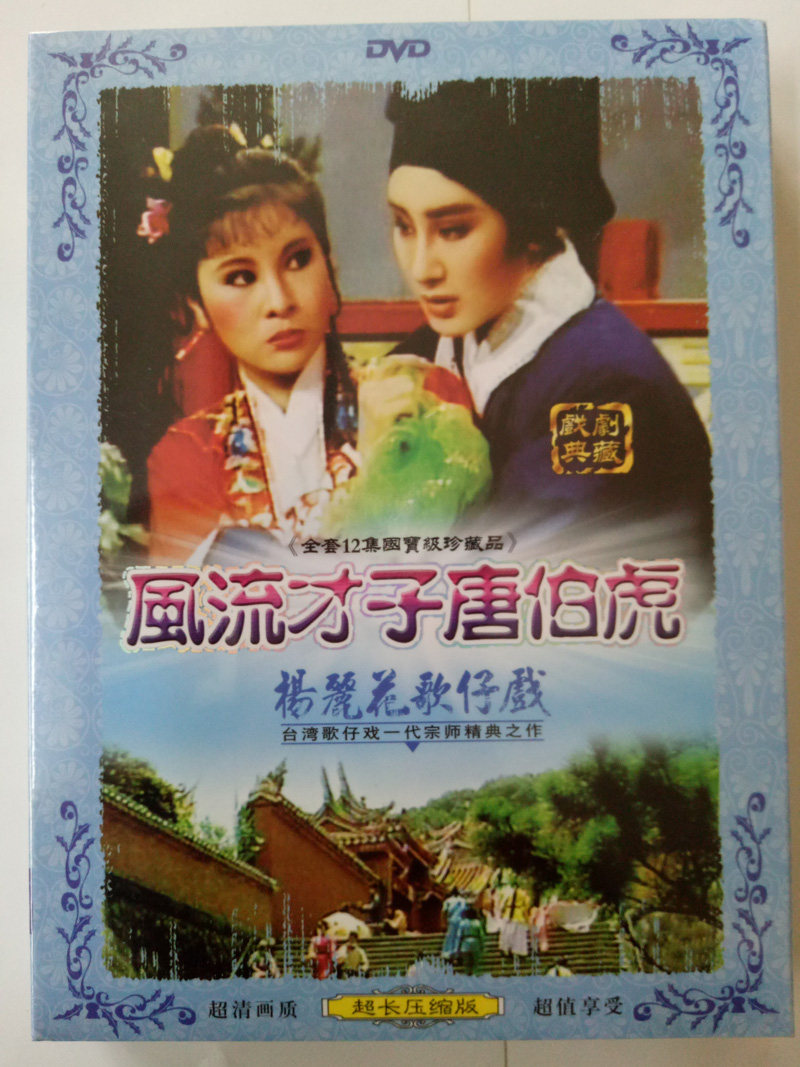 DVD
戲劇
典藏
《全套12集國寶級珍藏品》
風流才子唐伯虎
楊麗花歌仔戲
台湾歌仔戏一代宗师精典之作
超清画质 超长压缩版 超值享受